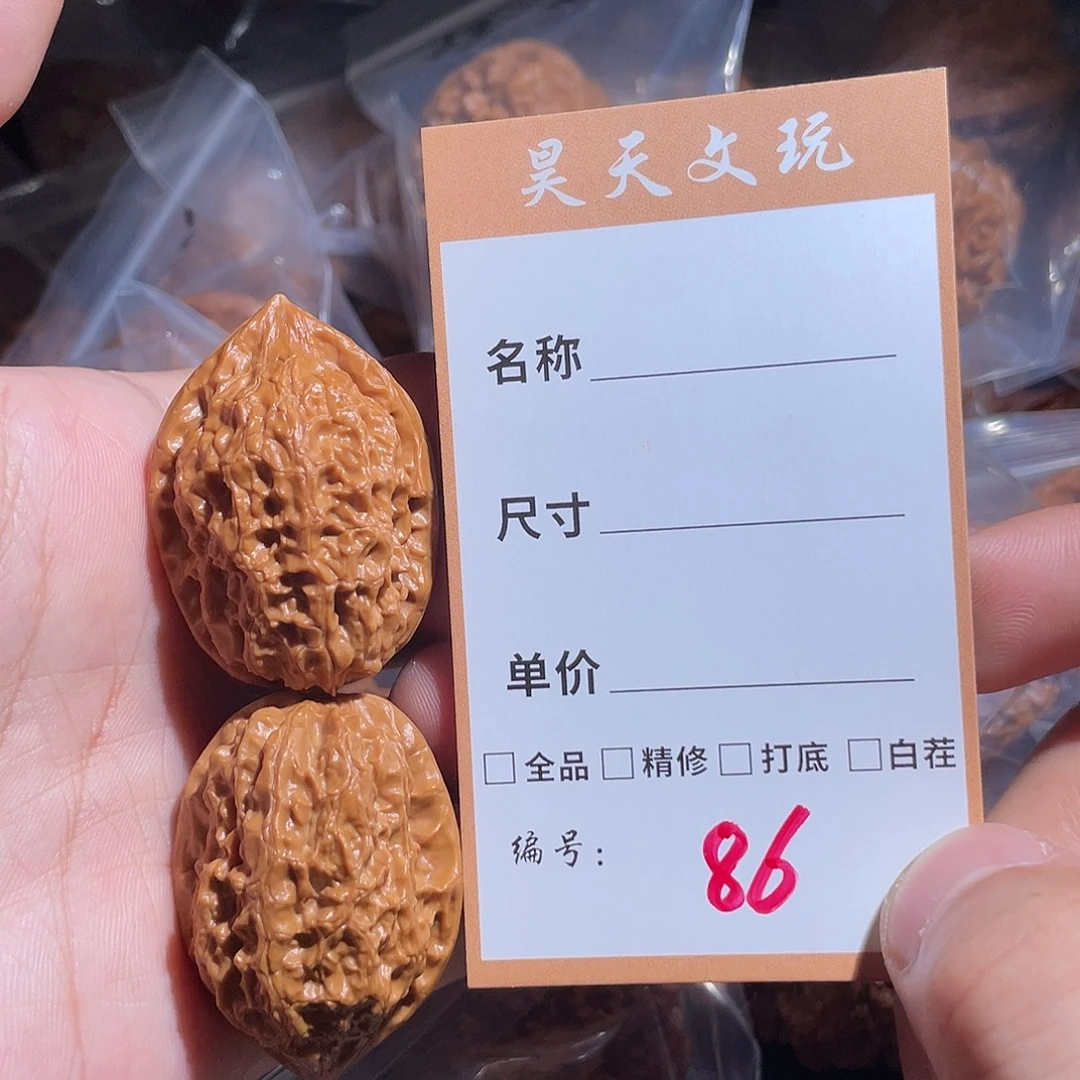 昊天文玩
名称
尺寸
单价
□全品 □精修 □打底 □白茬
编号: 86